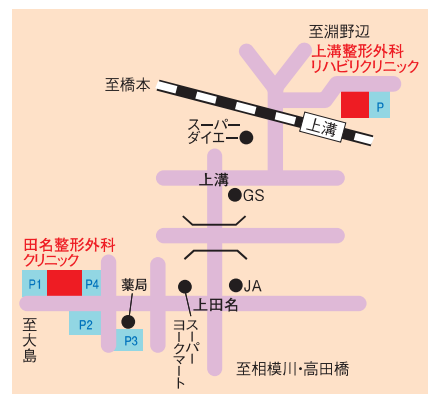 至淵野辺
上溝整形外科
リハビリクリニック
至橋本
P
スーパー
ダイエー
上溝
上溝
GS
田名整形外科
クリニック
P1
P4
薬局
JA
上田名
P2
P3
至大島
スーパー
ヨークマート
至相模川・高田橋